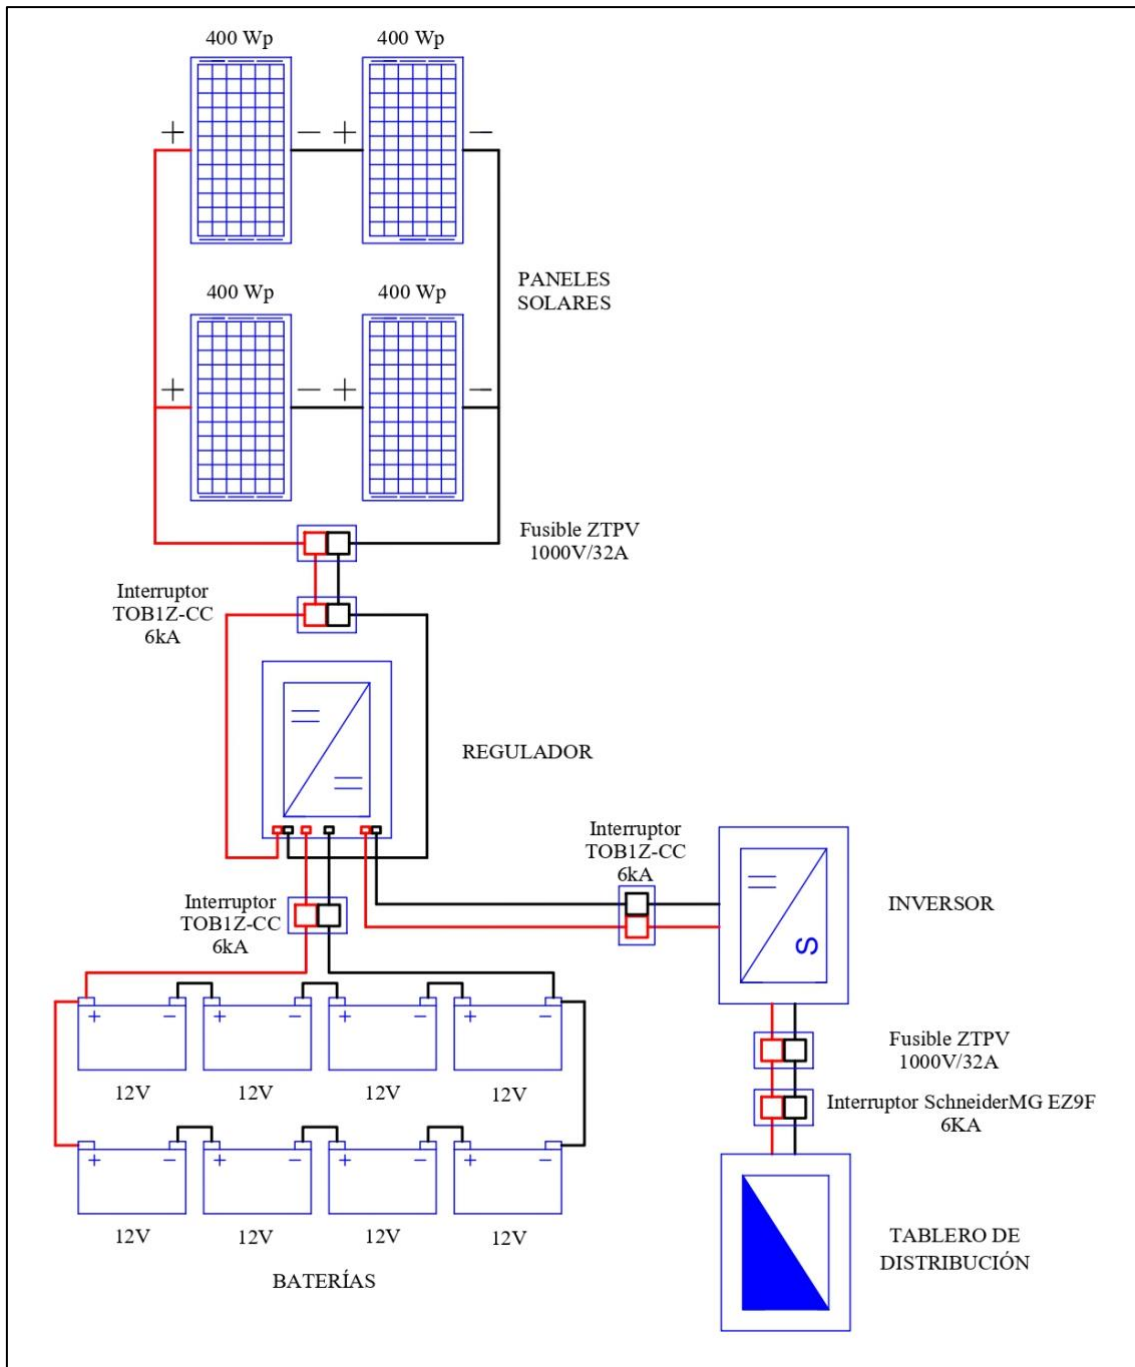 400 Wp
400 Wp
+ − + −
PANELES
SOLARES
400 Wp
400 Wp
+ − + −
Fusible ZTPV
1000V/32A
Interruptor
TOB1Z-CC
6kA
REGULADOR
Interruptor
TOB1Z-CC
6kA
Interruptor
TOB1Z-CC
6kA
INVERSOR
S
+ − + − + − + −
12V
12V
12V
12V
Fusible ZTPV
1000V/32A
Interruptor SchneiderMG EZ9F
6KA
+ − + − + − + −
12V
12V
12V
12V
BATERÍAS
TABLERO DE
DISTRIBUCIÓN